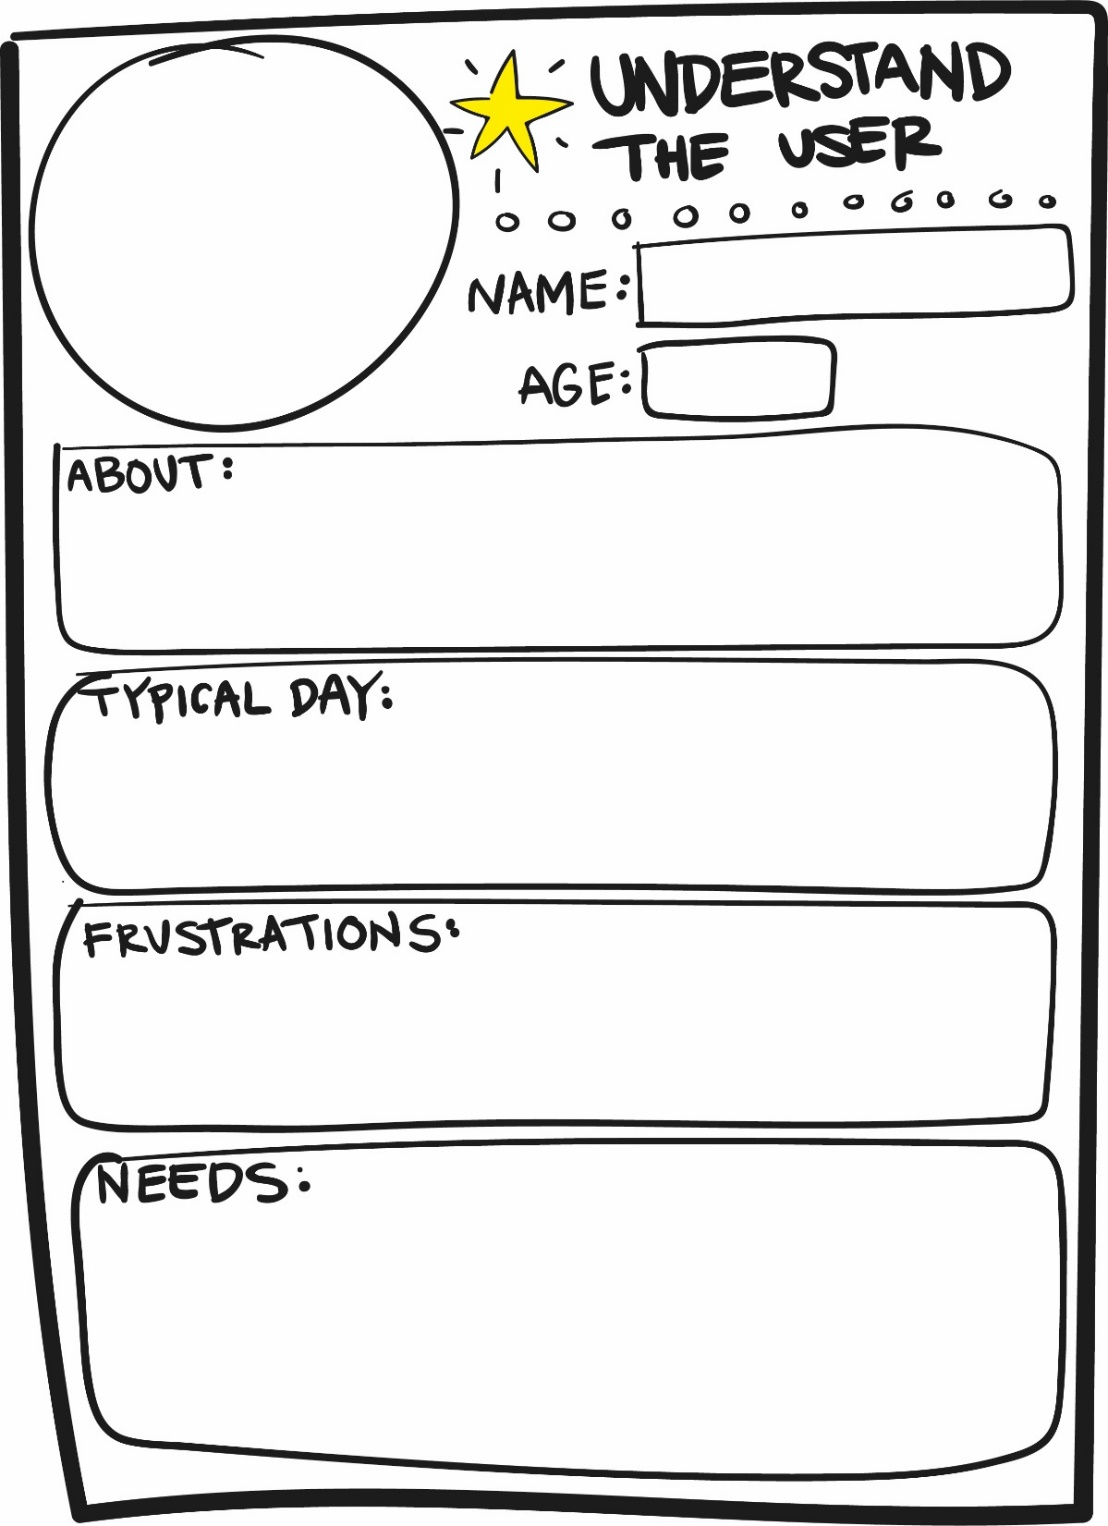 UNDERSTAND
THE USER
NAME:
AGE:
ABOUT:
TYPICAL DAY:
FRUSTRATIONS:
NEEDS: